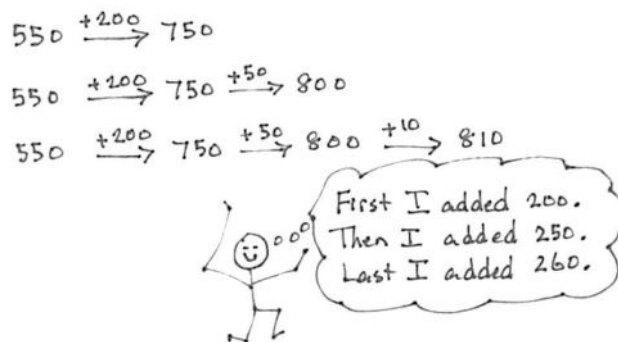 550 +200 → 750
550 +200 → 750 +50 → 800
550 +200 → 750 +50 → 800 +10 → 810
First I added 200.
Then I added 250.
Last I added 260.